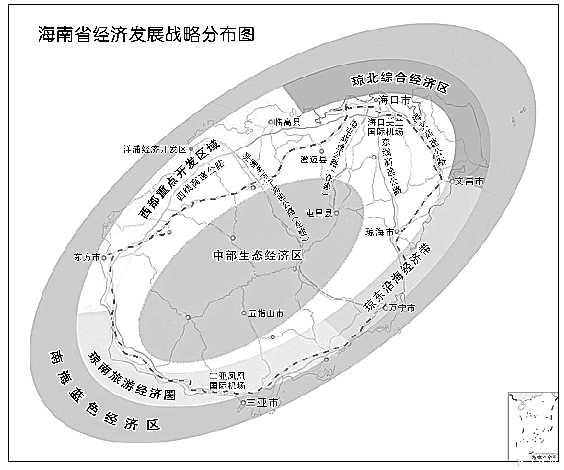 海南省经济发展战略分布图
琼北综合经济区
海口市
海口美兰
国际机场
临高县
洋浦经济开发区
澄迈县
西部重点开发区域
西线高速公路
东线高速公路
文昌市
屯昌县
琼海市
东方市
中部生态经济区
琼东沿海经济带
万宁市
五指山市
琼南旅游经济圈
三亚凤凰
国际机场
三亚市
南海蓝色经济区